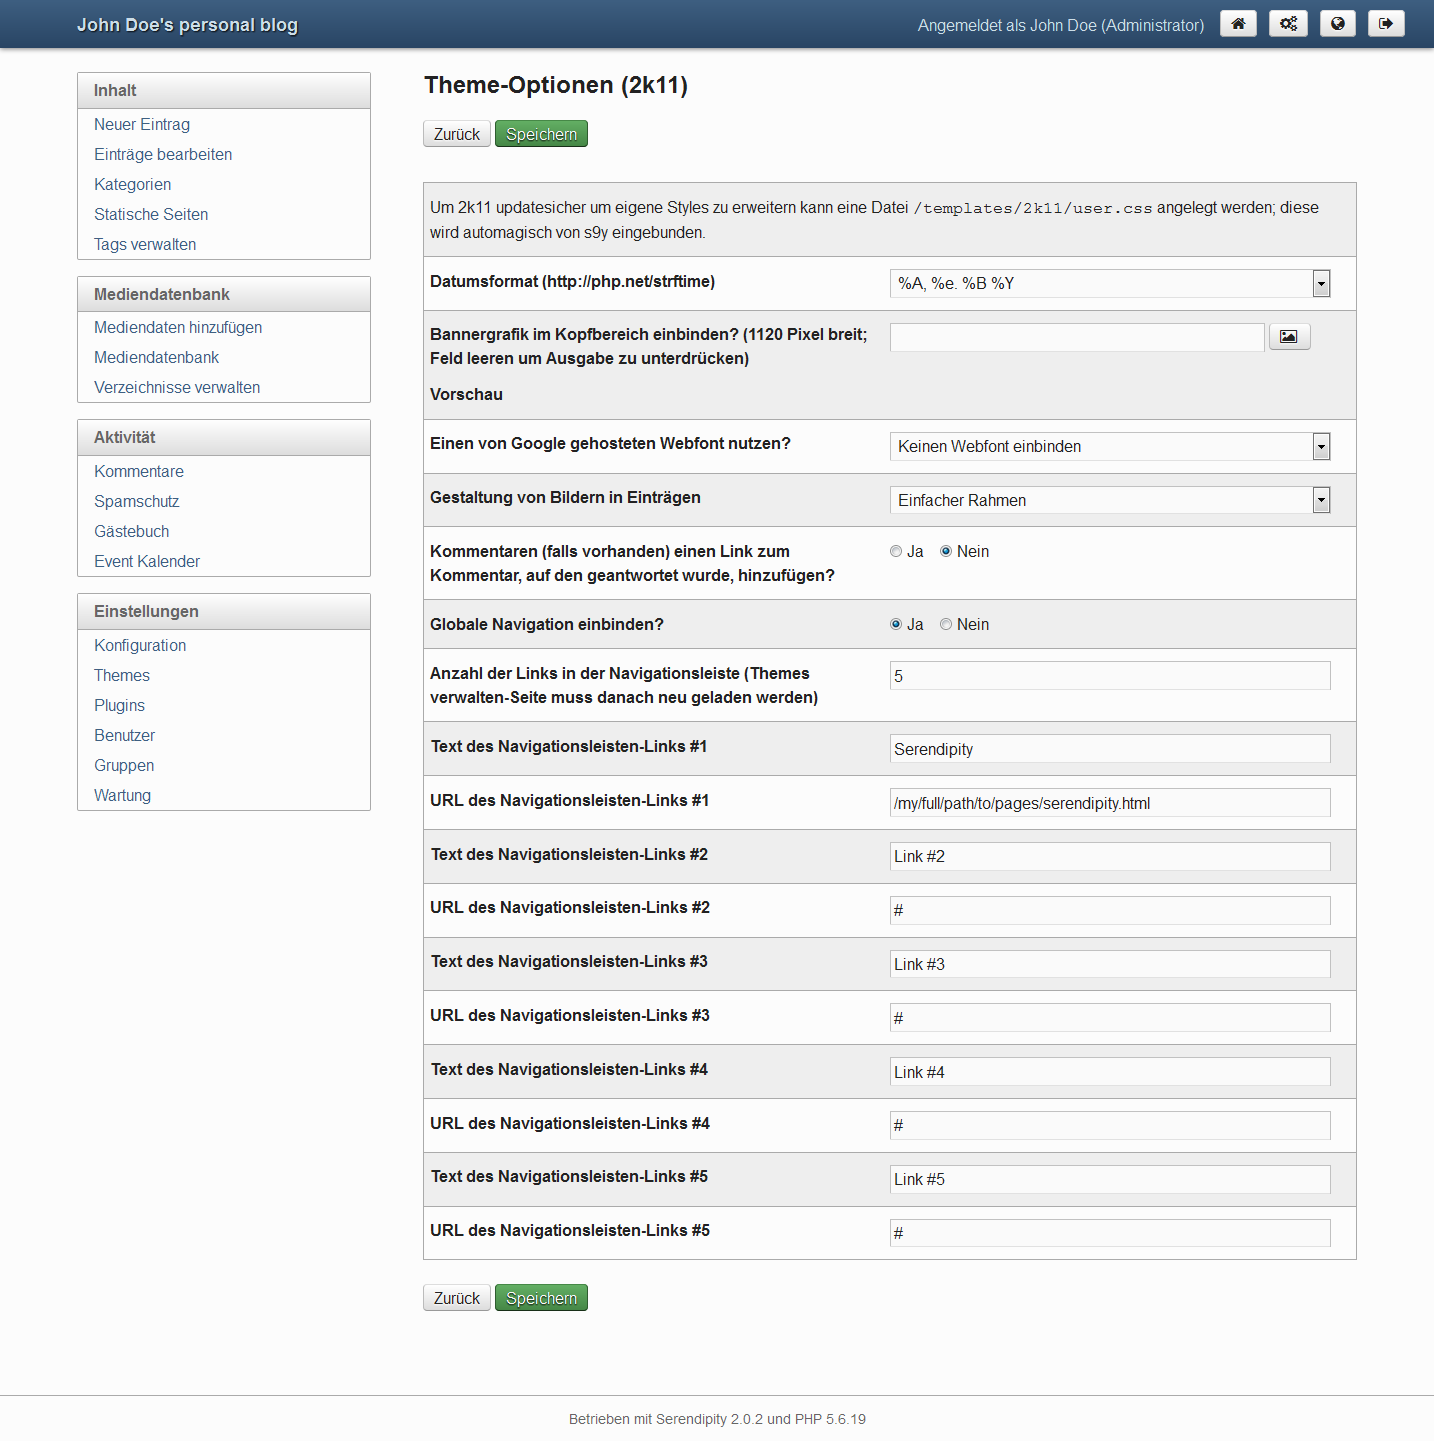 John Doe's personal blog
Angemeldet als John Doe (Administrator)
Inhalt
Neuer Eintrag
Einträge bearbeiten
Kategorien
Statische Seiten
Tags verwalten
Mediendatenbank
Mediendaten hinzufügen
Mediendatenbank
Verzeichnisse verwalten
Aktivität
Kommentare
Spamschutz
Gästebuch
Event Kalender
Einstellungen
Konfiguration
Themes
Plugins
Benutzer
Gruppen
Wartung
Theme-Optionen (2k11)
Zurück Speichern
Um 2k11 updatesicher um eigene Styles zu erweitern kann eine Datei /templates/2k11/user.css angelegt werden; diese
wird automagisch von s9y eingebunden.
Datumsformat (http://php.net/strftime)
%A, %e. %B %Y
Bannergrafik im Kopfbereich einbinden? (1120 Pixel breit;
Feld leeren um Ausgabe zu unterdrücken)
Vorschau
Einen von Google gehosteten Webfont nutzen?
Keinen Webfont einbinden
Gestaltung von Bildern in Einträgen
Einfacher Rahmen
Kommentaren (falls vorhanden) einen Link zum
Kommentar, auf den geantwortet wurde, hinzufügen?
Ja Nein
Globale Navigation einbinden?
Ja Nein
Anzahl der Links in der Navigationsleiste (Themes
verwalten-Seite muss danach neu geladen werden)
5
Text des Navigationsleisten-Links #1
Serendipity
URL des Navigationsleisten-Links #1
/my/full/path/to/pages/serendipity.html
Text des Navigationsleisten-Links #2
Link #2
URL des Navigationsleisten-Links #2
#
Text des Navigationsleisten-Links #3
Link #3
URL des Navigationsleisten-Links #3
#
Text des Navigationsleisten-Links #4
Link #4
URL des Navigationsleisten-Links #4
#
Text des Navigationsleisten-Links #5
Link #5
URL des Navigationsleisten-Links #5
#
Zurück Speichern
Betrieben mit Serendipity 2.0.2 und PHP 5.6.19